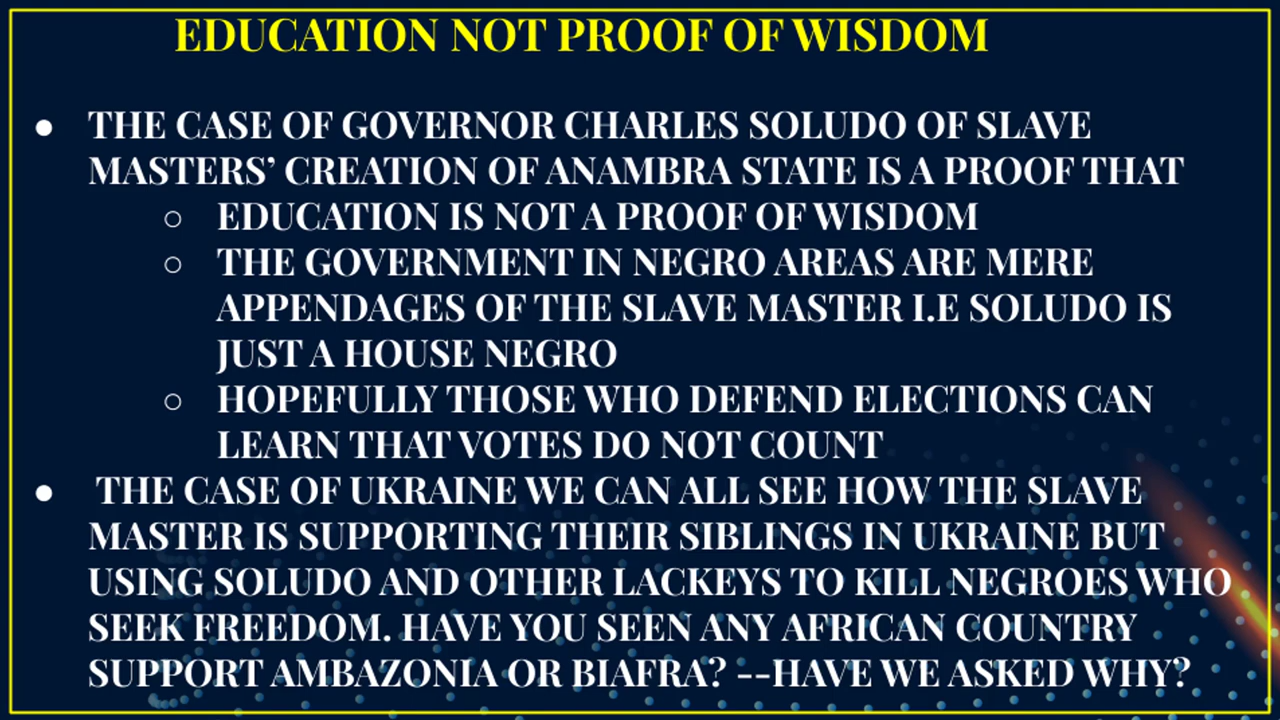 EDUCATION NOT PROOF OF WISDOM
● THE CASE OF GOVERNOR CHARLES SOLUDO OF SLAVE
MASTERS’ CREATION OF ANAMBRA STATE IS A PROOF THAT
○ EDUCATION IS NOT A PROOF OF WISDOM
○ THE GOVERNMENT IN NEGRO AREAS ARE MERE
APPENDAGES OF THE SLAVE MASTER I.E SOLUDO IS
JUST A HOUSE NEGRO
○ HOPEFULLY THOSE WHO DEFEND ELECTIONS CAN
LEARN THAT VOTES DO NOT COUNT
● THE CASE OF UKRAINE WE CAN ALL SEE HOW THE SLAVE
MASTER IS SUPPORTING THEIR SIBLINGS IN UKRAINE BUT
USING SOLUDO AND OTHER LACKEYS TO KILL NEGROES WHO
SEEK FREEDOM. HAVE YOU SEEN ANY AFRICAN COUNTRY
SUPPORT AMBAZONIA OR BIAFRA? --HAVE WE ASKED WHY?